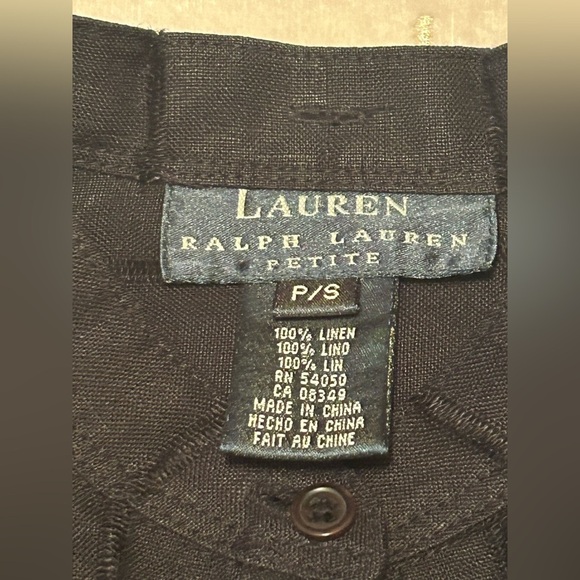 LAUREN
RALPH LAUREN
PETITE
P/S
100% LINEN
100% LINO
100% LIN
RN 54050
CA 08349
MADE IN CHINA
HECHO EN CHINA
FAIT AU CHINE